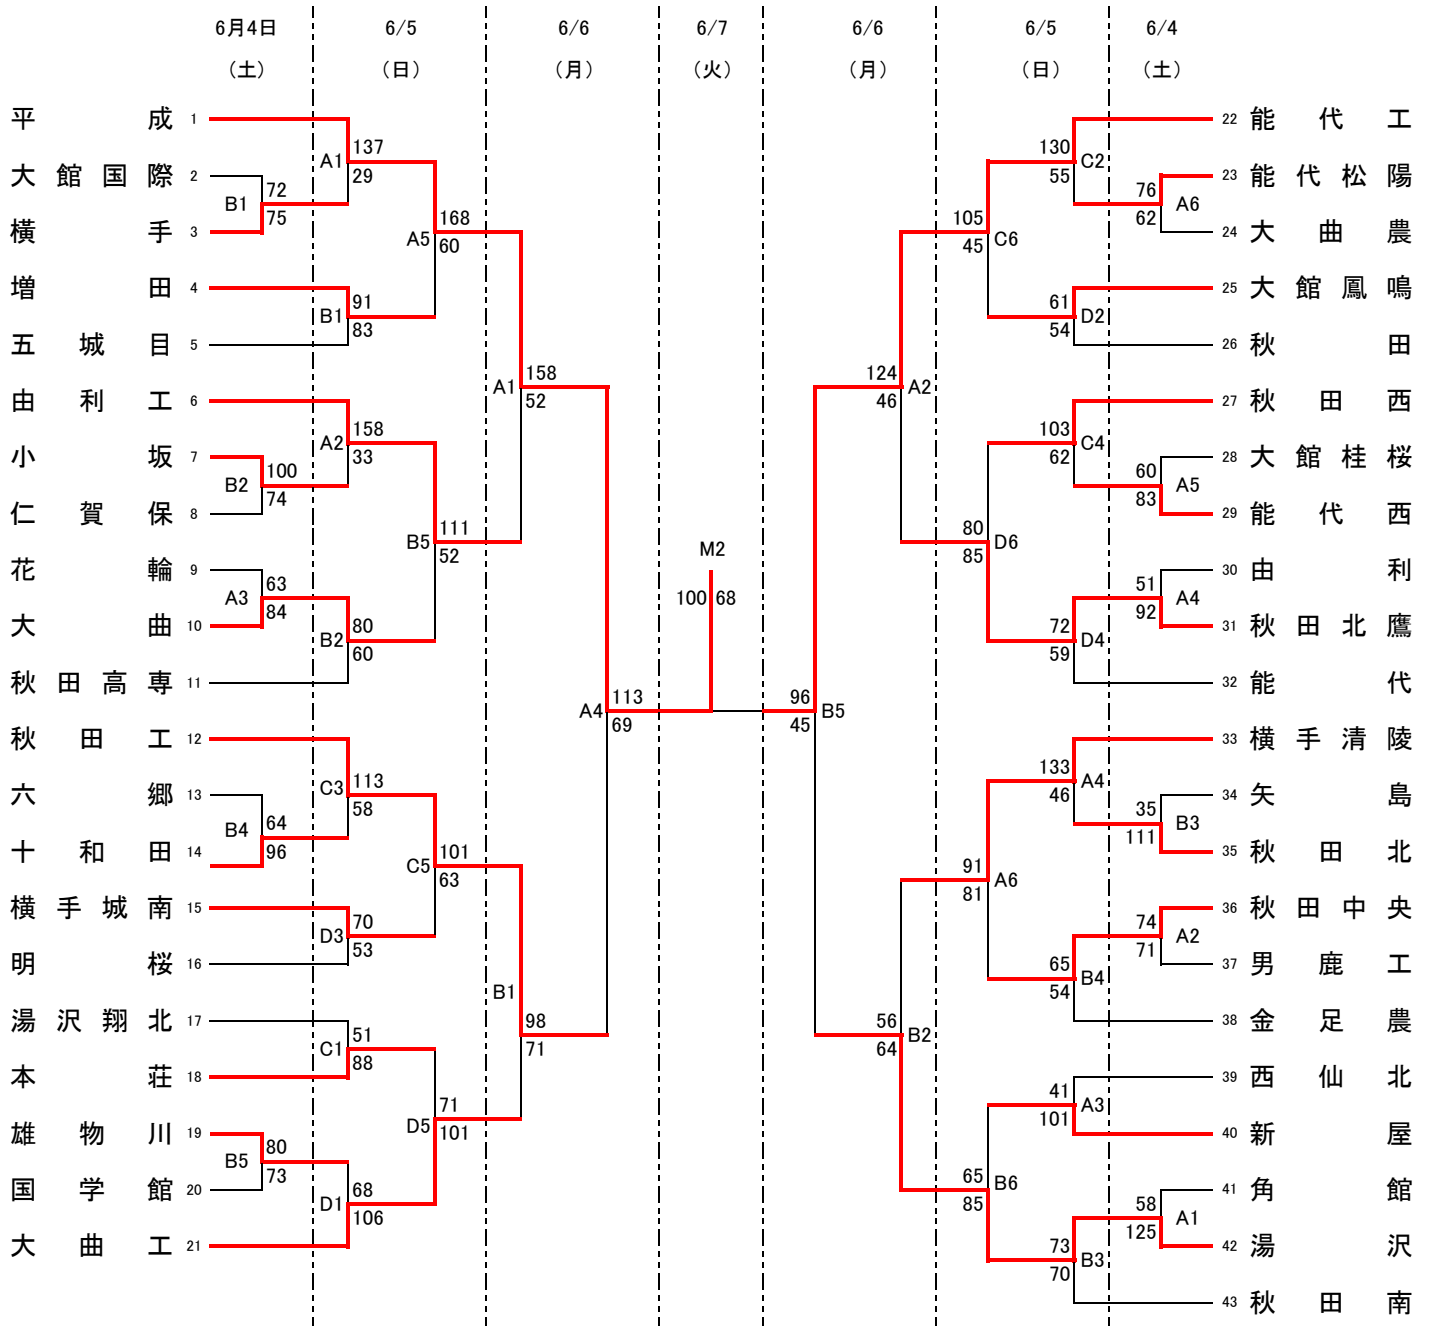 6月4日 6/5 6/6 6/7 6/6 6/5 6/4
（土） （日） （月） （火） （月） （日） （土）
平成 1
大館国際 2
横手 3
増田 4
五城目 5
由利工 6
小坂 7
仁賀保 8
花輪 9
大曲 10
秋田高専 11
秋田工 12
六郷 13
十和田 14
横手城南 15
明桜 16
湯沢翔北 17
本荘 18
雄物川 19
国学館 20
大曲工 21
B1 72 75
B2 100 74
A3 63 84
B4 64 96
B5 80 73
A1 137 29
B1 91 83
A2 158 33
B2 80 60
C3 113 58
D3 70 53
C1 51 88
D1 68 106
A5 168 60
B5 111 52
C5 101 63
D5 71 101
A1 158 52
B1 98 71
A4 113 69
M2
100 68
96 45 B5
124 46 A2
56 64 B2
105 45 C6
80 85 D6
91 81 A6
65 85 B6
130 55 C2
61 54 D2
103 62 C4
72 59 D4
133 46 A4
65 54 B4
41 101 A3
73 70 B3
76 62 A6
60 83 A5
51 92 A4
35 111 B3
74 71 A2
58 125 A1
22 能代工
23 能代松陽
24 大曲農
25 大館鳳鳴
26 秋田
27 秋田西
28 大館桂桜
29 能代西
30 由利
31 秋田北鷹
32 能代
33 横手清陵
34 矢島
35 秋田北
36 秋田中央
37 男鹿工
38 金足農
39 西仙北
40 新屋
41 角館
42 湯沢
43 秋田南